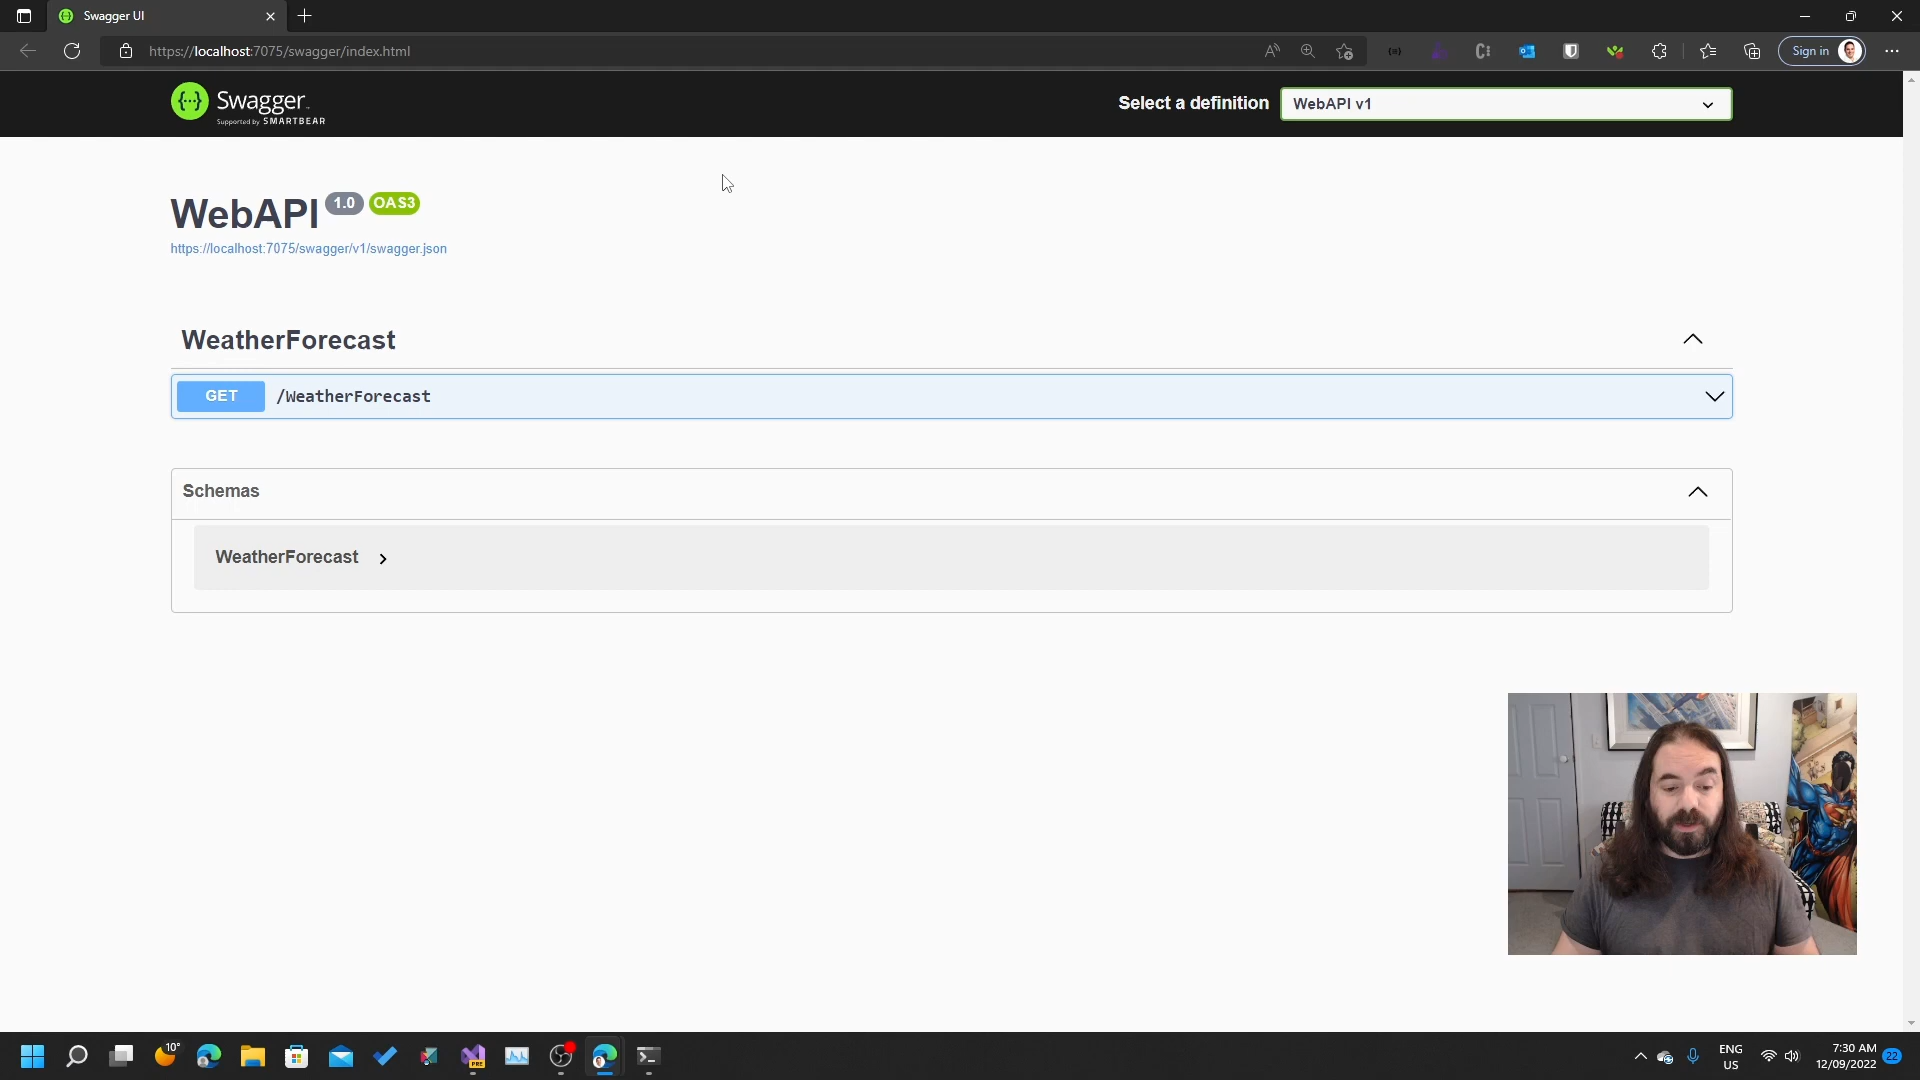 Swagger UI
https://localhost:7075/swagger/index.html
Sign in
Swagger
Supported by SMARTBEAR
Select a definition
WebAPI v1
WebAPI 1.0 OAS3
https://localhost:7075/swagger/v1/swagger.json
WeatherForecast
GET /WeatherForecast
Schemas
WeatherForecast
10°
PRE
ENG
US
7:30 AM
12/09/2022
22